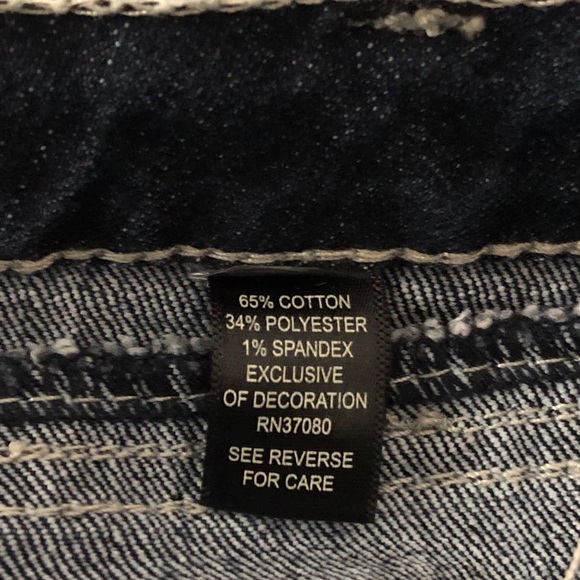 65% COTTON
34% POLYESTER
1% SPANDEX
EXCLUSIVE
OF DECORATION
RN37080
SEE REVERSE
FOR CARE